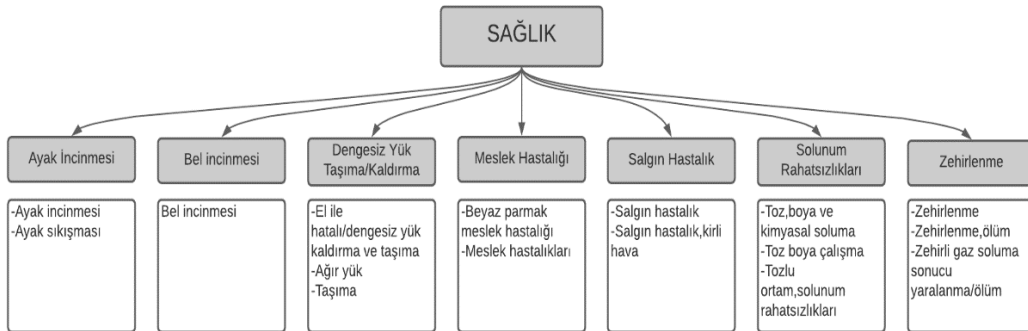 SAĞLIK
Ayak İncinmesi
Bel incinmesi
Dengesiz Yük
Taşıma/Kaldırma
Meslek Hastalığı
Salgın Hastalık
Solunum
Rahatsızlıkları
Zehirlenme
-Ayak incinmesi
-Ayak sıkışması
Bel incinmesi
-El ile
hatalı/dengesiz yük
kaldırma ve taşıma
-Ağır yük
-Taşıma
-Beyaz parmak
meslek hastalığı
-Meslek hastalıkları
-Salgın hastalık
-Salgın hastalık,kirli
hava
-Toz,boya ve
kimyasal soluma
-Toz boya çalışma
-Tozlu
ortam,solunum
rahatsızlıkları
-Zehirlenme
-Zehirlenme,ölüm
-Zehirli gaz soluma
sonucu
yaralanma/ölüm